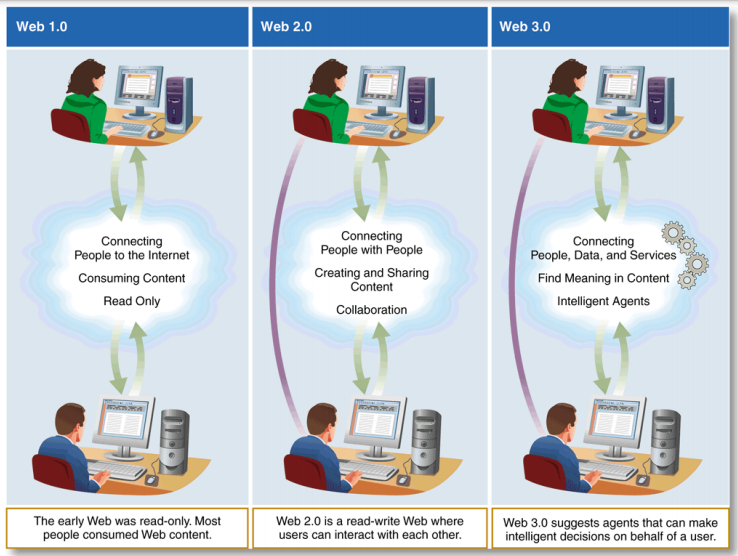 Web 1.0
Connecting
People to the Internet
Consuming Content
Read Only
The early Web was read-only. Most
people consumed Web content.
Web 2.0
Connecting
People with People
Creating and Sharing
Content
Collaboration
Web 2.0 is a read-write Web where
users can interact with each other.
Web 3.0
Connecting
People, Data, and Services
Find Meaning in Content
Intelligent Agents
Web 3.0 suggests agents that can make
intelligent decisions on behalf of a user.